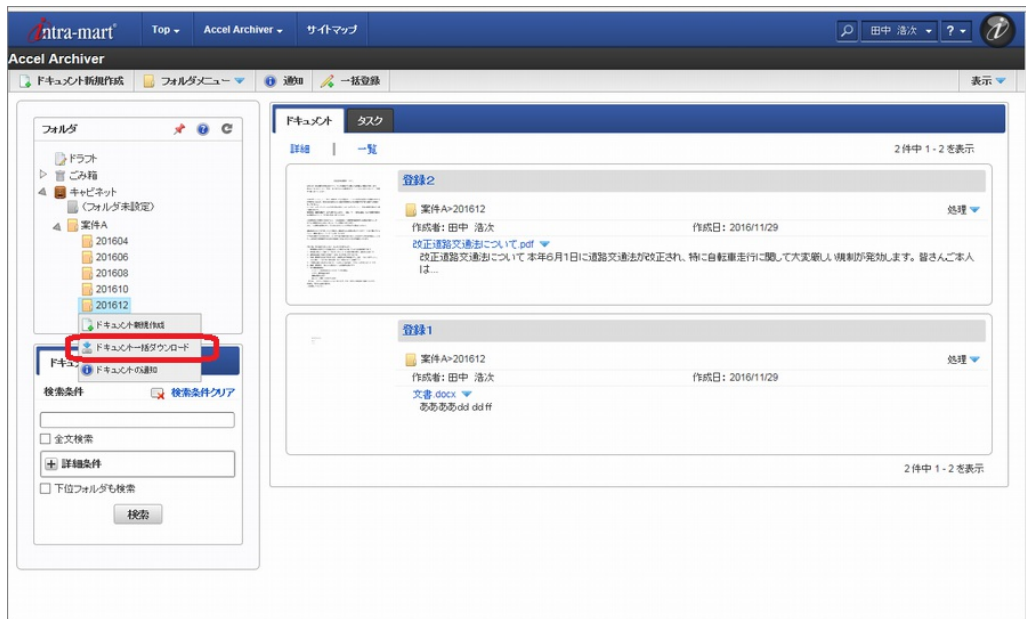 intra-mart®
Top
Accel Archiver
サイトマップ
田中 浩次
?
Accel Archiver
ドキュメント新規作成
フォルダメニュー
通知
一括登録
表示
フォルダ
ドラフト
ごみ箱
キャビネット
(フォルダ未設定)
案件A
201604
201606
201608
201610
201612
ドキュメント新規作成
ドキュメント一括ダウンロード
ドキュメントの通知
検索条件
検索条件クリア
全文検索
詳細条件
下位フォルダも検索
検索
ドキュメント
タスク
詳細 | 一覧
2件中 1 - 2 を表示
登録2
案件A>201612
処理
作成者: 田中 浩次
作成日: 2016/11/29
改正道路交通法について.pdf
改正道路交通法について 本年6月1日に道路交通法が改正され、特に自転車走行に関して大変厳しい規制が発効します。皆さんご本人
は...
登録1
案件A>201612
処理
作成者: 田中 浩次
作成日: 2016/11/29
文書.docx
ああああdd dd ff
2件中 1 - 2 を表示